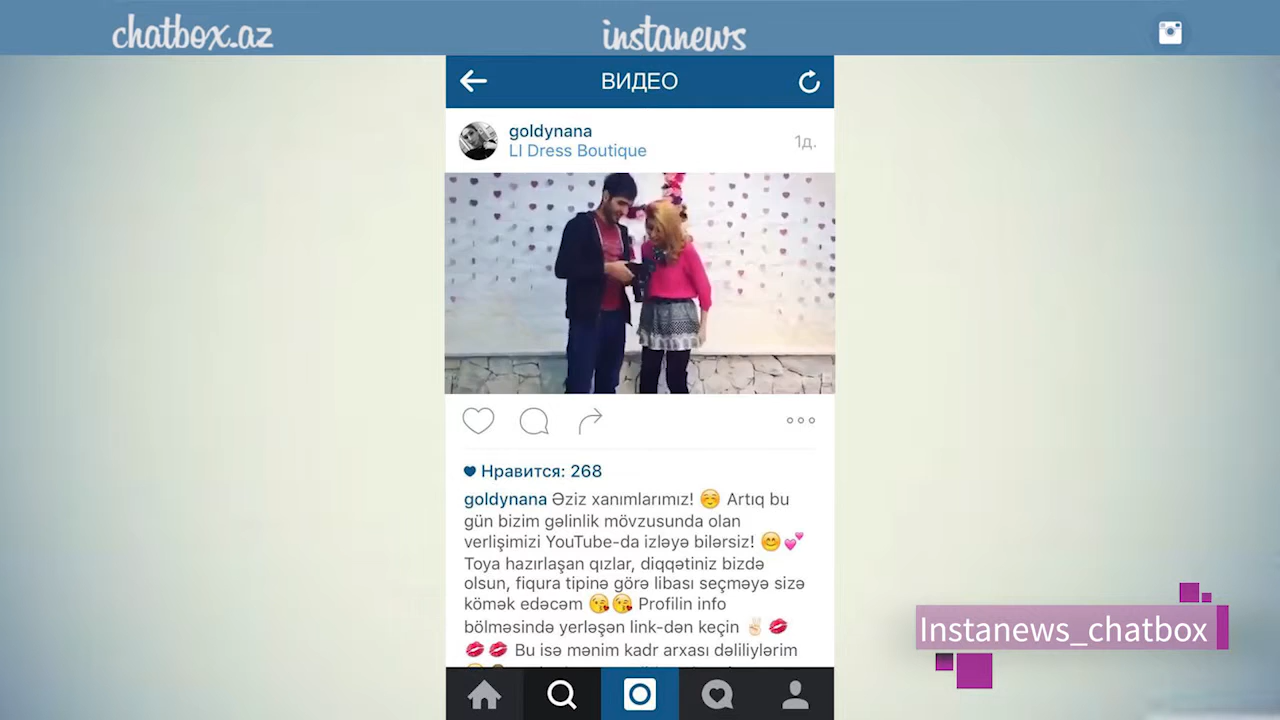 chatbox.az
instanews
ВИДЕО
goldynana
LI Dress Boutique
1д.
Нравится: 268
goldynana Əziz xanımlarımız! ☺️ Artıq bu
gün bizim gəlinlik mövzusunda olan
verlişimizi YouTube-da izləyə bilərsiz! 😊💕
Toya hazırlaşan qızlar, diqqətiniz bizdə
olsun, fiqura tipinə görə libası seçməyə sizə
kömək edəcəm 😘😘 Profilin info
bölməsində yerləşən link-dən keçin ✌🏻💋
💋💋 Bu isə mənim kadr arxası dəliliylərim
Instanews_chatbox